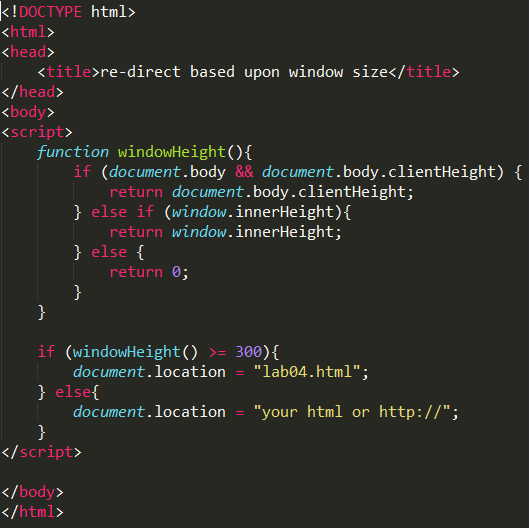 <!DOCTYPE html>
<html>
<head>
    <title>re-direct based upon window size</title>
</head>
<body>
<script>
    function windowHeight(){
        if (document.body && document.body.clientHeight) {
            return document.body.clientHeight;
        } else if (window.innerHeight){
            return window.innerHeight;
        } else {
            return 0;
        }
    }

    if (windowHeight() >= 300){
        document.location = "lab04.html";
    } else{
        document.location = "your html or http://";
    }
</script>

</body>
</html>